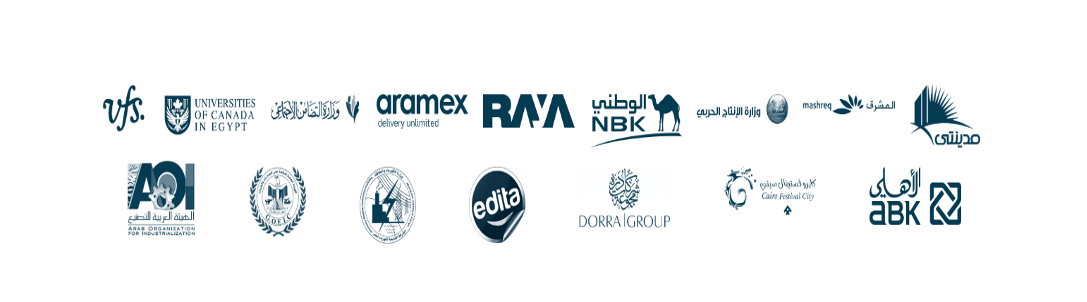 vfs.
UNIVERSITIES
OF CANADA
IN EGYPT
وزارة التضامن الاجتماعي
aramex
delivery unlimited
RAYA
الوطني
NBK
وزارة الإنتاج الحربي
mashreq المشرق
مدينتي
AOI
الهيئة العربية للتصنيع
ARAB ORGANIZATION
FOR INDUSTRIALIZATION
G.O.E.I.C
edita
DORRA GROUP
كايرو فستيفال سيتي
Cairo Festival City
الأهلي
aBK